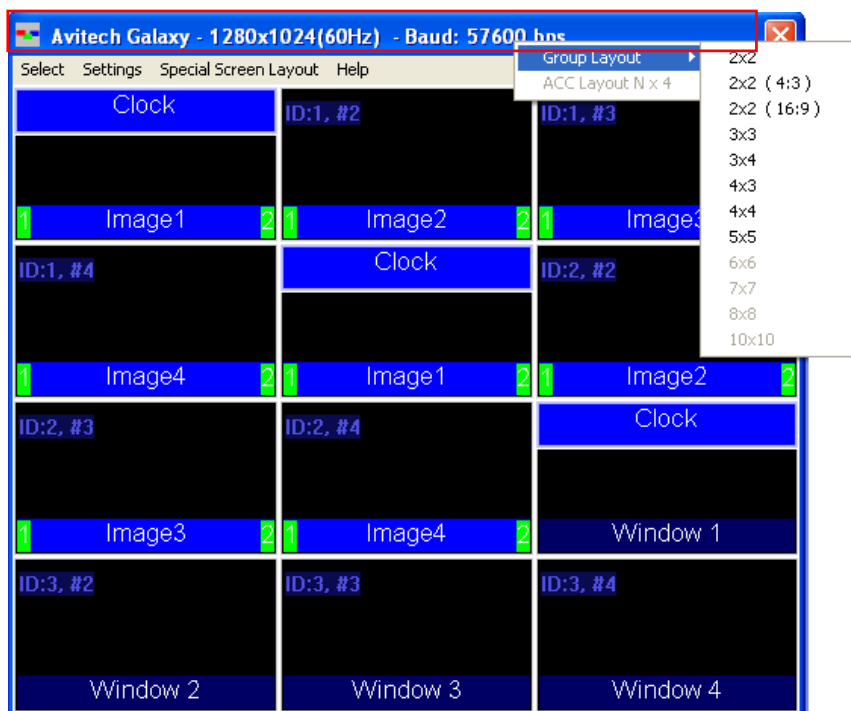 Avitech Galaxy - 1280x1024(60Hz) - Baud: 57600 bps
Select Settings Special Screen Layout Help
Group Layout
ACC Layout N x 4
2x2
2x2 ( 4:3 )
2x2 ( 16:9 )
3x3
3x4
4x3
4x4
5x5
6x6
7x7
8x8
10x10
Clock
ID:1, #2
ID:1, #3
1 Image1 2
1 Image2 2
1 Image3
ID:1, #4
Clock
ID:2, #2
1 Image4 2
1 Image1 2
1 Image2 2
ID:2, #3
ID:2, #4
Clock
1 Image3 2
1 Image4 2
Window 1
ID:3, #2
ID:3, #3
ID:3, #4
Window 2
Window 3
Window 4